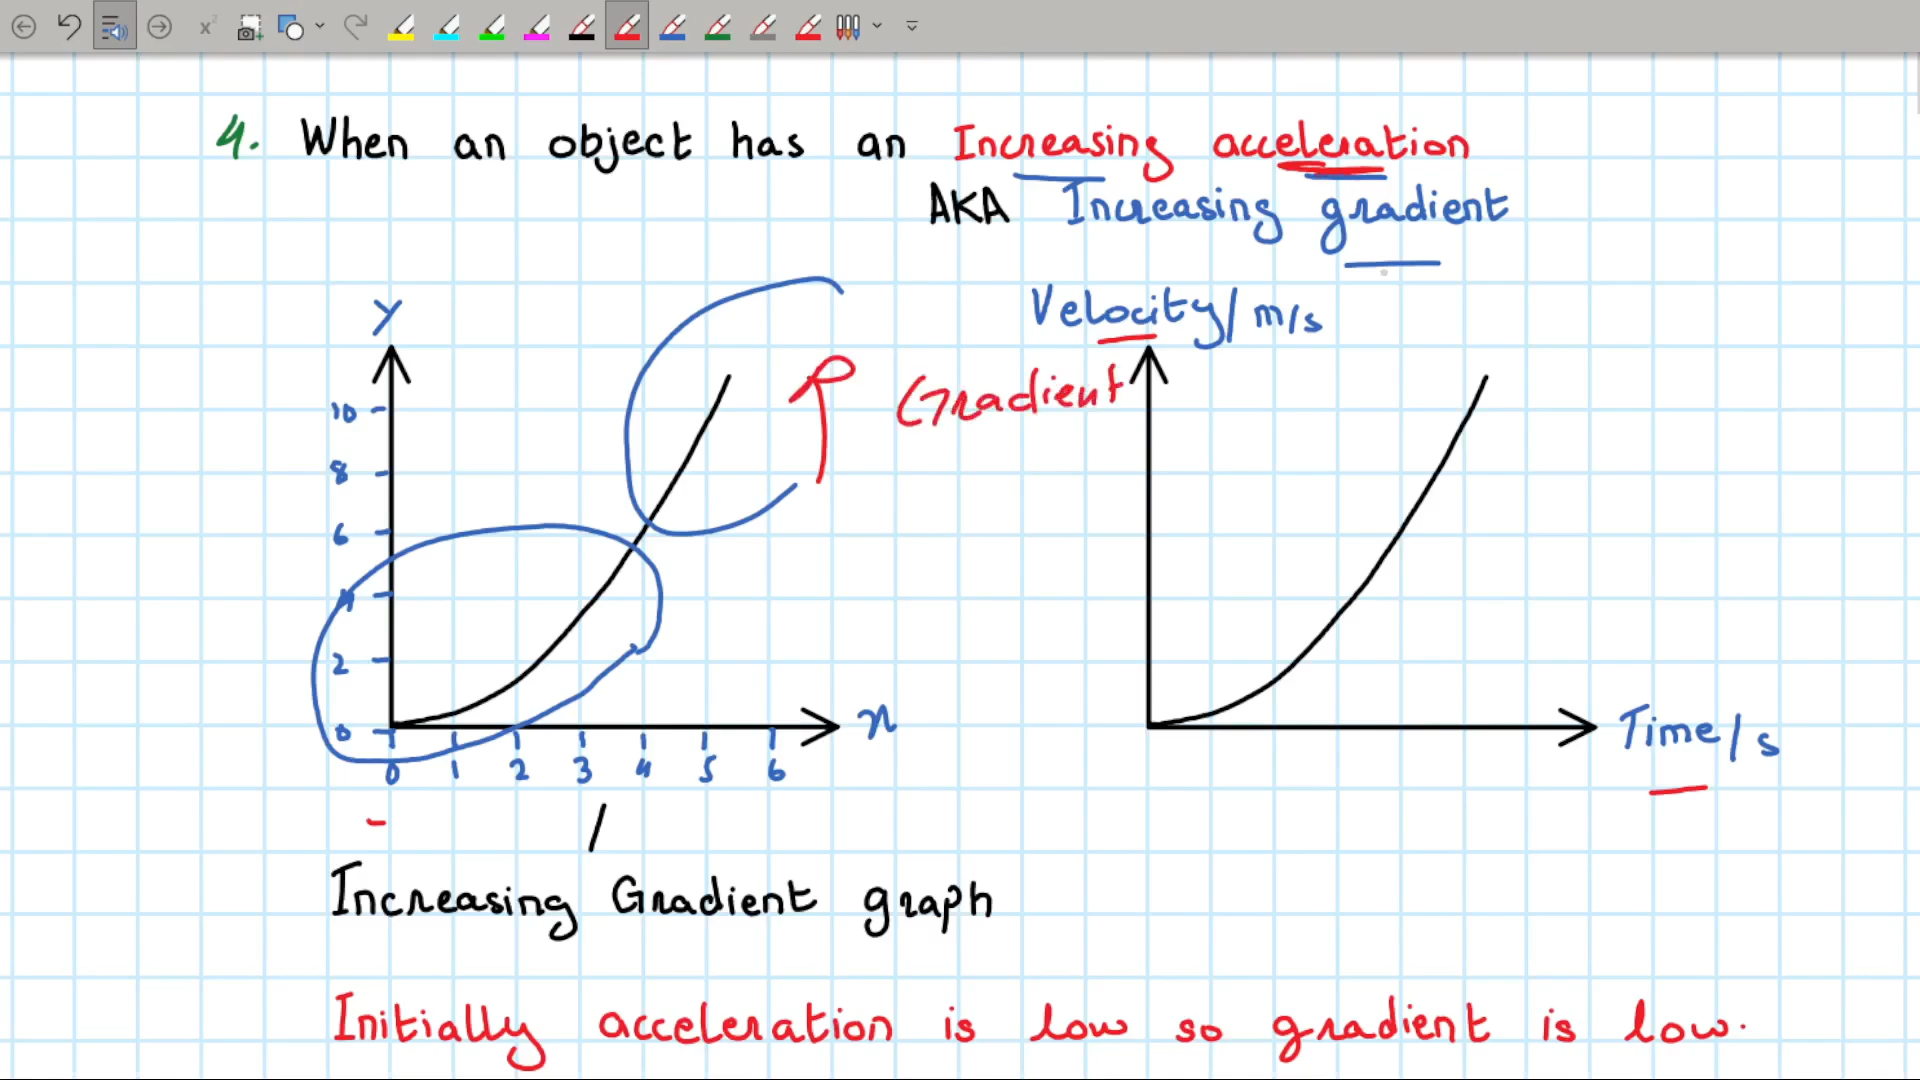 4. When an object has an Increasing acceleration
AKA Increasing gradient
y
Velocity/m/s
Gradient
10
8
6
4
2
0
x
Time/s
0 1 2 3 4 5 6
Increasing Gradient graph
Initially acceleration is low so gradient is low.